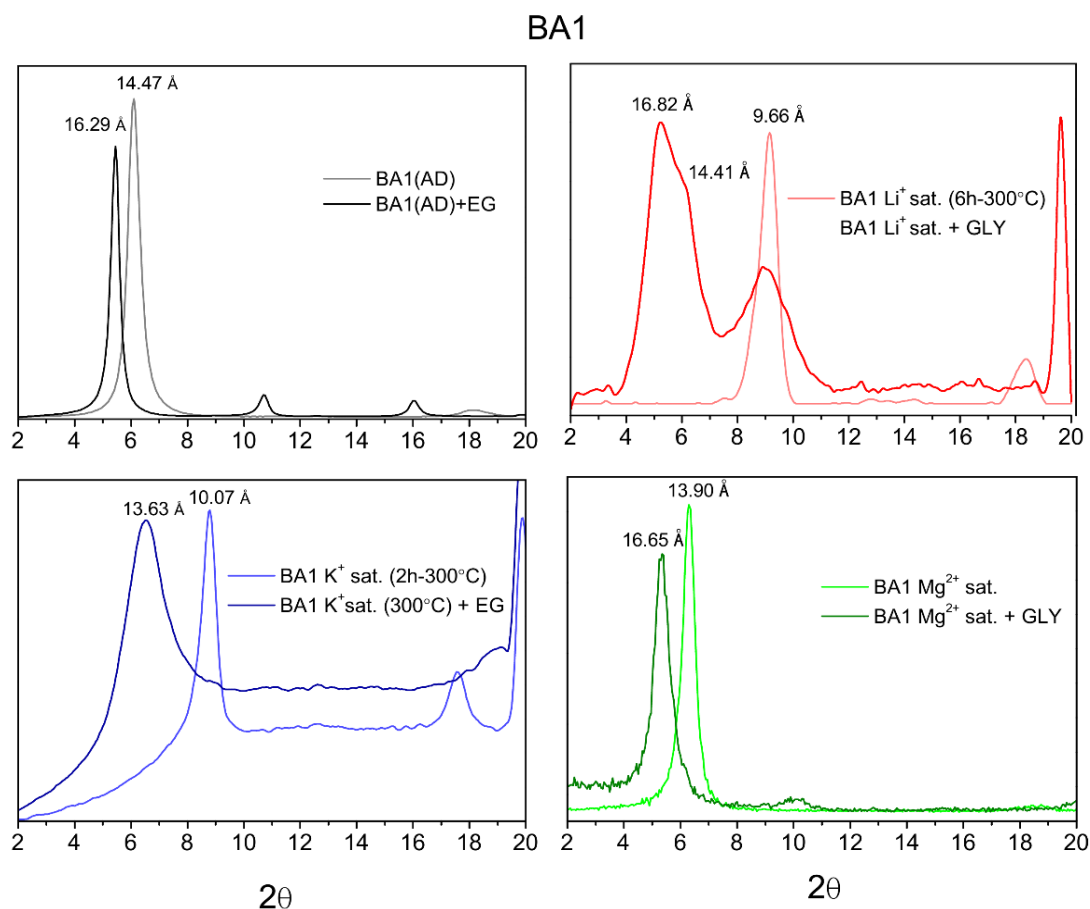 BA1
14.47 Å
16.29 Å
BA1(AD)
BA1(AD)+EG
2 4 6 8 10 12 14 16 18 20
16.82 Å
9.66 Å
14.41 Å
BA1 Li⁺ sat. (6h-300°C)
BA1 Li⁺ sat. + GLY
2 4 6 8 10 12 14 16 18 20
13.63 Å
10.07 Å
BA1 K⁺ sat. (2h-300°C)
BA1 K⁺sat. (300°C) + EG
2 4 6 8 10 12 14 16 18 20
2θ
13.90 Å
16.65 Å
BA1 Mg²⁺ sat.
BA1 Mg²⁺ sat. + GLY
2 4 6 8 10 12 14 16 18 20
2θ